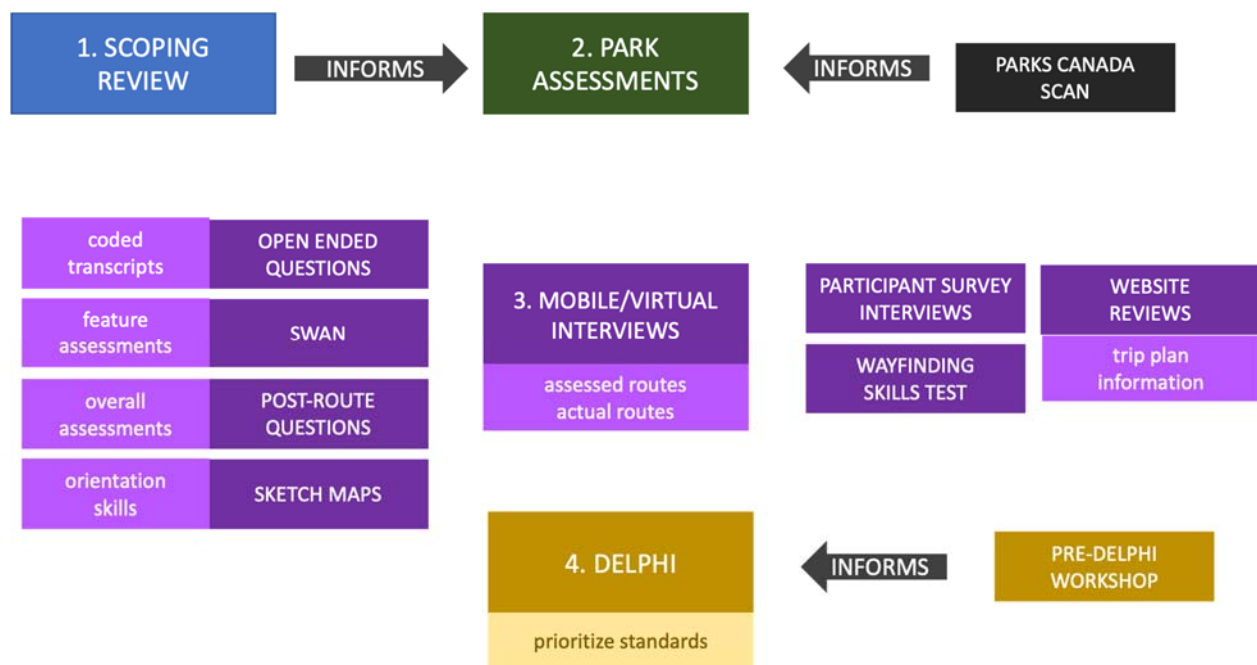 1. SCOPING
REVIEW
INFORMS
2. PARK
ASSESSMENTS
INFORMS
PARKS CANADA
SCAN
coded
transcripts
OPEN ENDED
QUESTIONS
feature
assessments
SWAN
overall
assessments
POST-ROUTE
QUESTIONS
orientation
skills
SKETCH MAPS
3. MOBILE/VIRTUAL
INTERVIEWS
assessed routes
actual routes
PARTICIPANT SURVEY
INTERVIEWS
WAYFINDING
SKILLS TEST
WEBSITE
REVIEWS
trip plan
information
4. DELPHI
prioritize standards
INFORMS
PRE-DELPHI
WORKSHOP